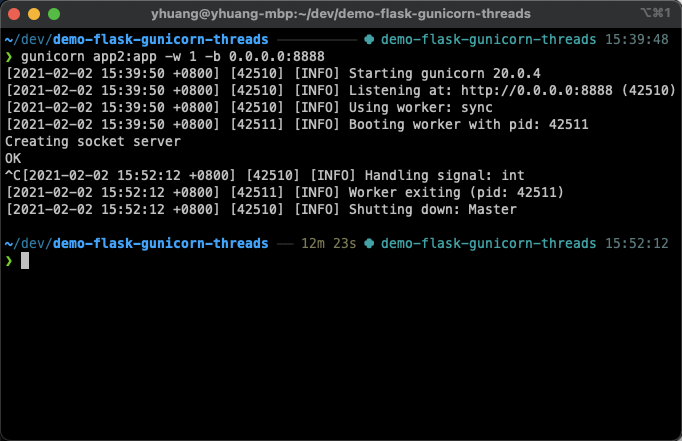 yhuang@yhuang-mbp:~/dev/demo-flask-gunicorn-threads ⌥⌘1
~/dev/demo-flask-gunicorn-threads demo-flask-gunicorn-threads 15:39:48
❯ gunicorn app2:app -w 1 -b 0.0.0.0:8888
[2021-02-02 15:39:50 +0800] [42510] [INFO] Starting gunicorn 20.0.4
[2021-02-02 15:39:50 +0800] [42510] [INFO] Listening at: http://0.0.0.0:8888 (42510)
[2021-02-02 15:39:50 +0800] [42510] [INFO] Using worker: sync
[2021-02-02 15:39:50 +0800] [42511] [INFO] Booting worker with pid: 42511
Creating socket server
OK
^C[2021-02-02 15:52:12 +0800] [42510] [INFO] Handling signal: int
[2021-02-02 15:52:12 +0800] [42511] [INFO] Worker exiting (pid: 42511)
[2021-02-02 15:52:12 +0800] [42510] [INFO] Shutting down: Master
~/dev/demo-flask-gunicorn-threads 12m 23s demo-flask-gunicorn-threads 15:52:12
❯